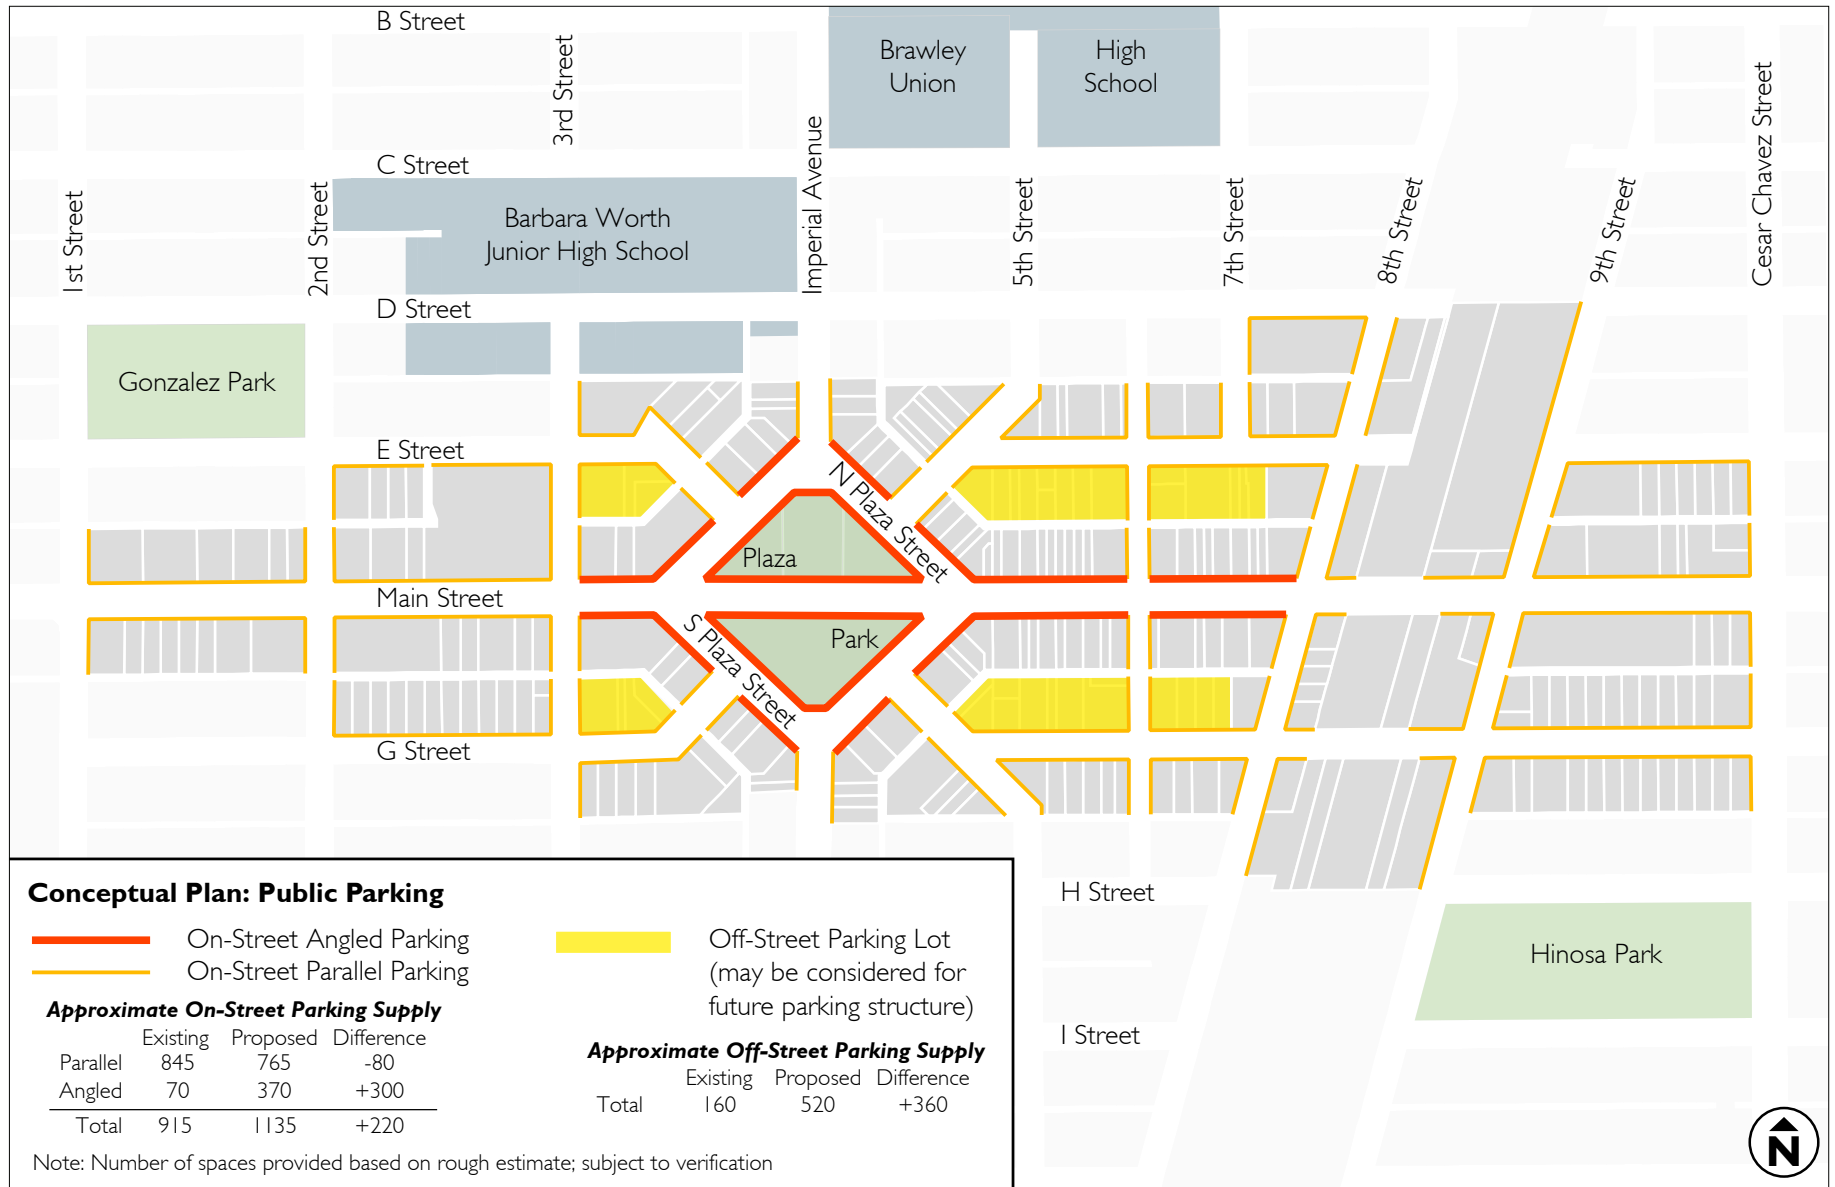 B Street
3rd Street
Brawley
Union
High
School
Cesar Chavez Street
Imperial Avenue
C Street
1st Street
2nd Street
Barbara Worth
Junior High School
5th Street
7th Street
8th Street
9th Street
D Street
Gonzalez Park
E Street
N Plaza Street
Plaza
Main Street
S Plaza Street
Park
G Street
H Street
Hinosa Park
I Street
Conceptual Plan: Public Parking
On-Street Angled Parking
On-Street Parallel Parking
Off-Street Parking Lot
(may be considered for
future parking structure)
Approximate On-Street Parking Supply
Existing Proposed Difference
Parallel 845 765 -80
Angled 70 370 +300
Total 915 1135 +220
Approximate Off-Street Parking Supply
Existing Proposed Difference
Total 160 520 +360
Note: Number of spaces provided based on rough estimate; subject to verification
N